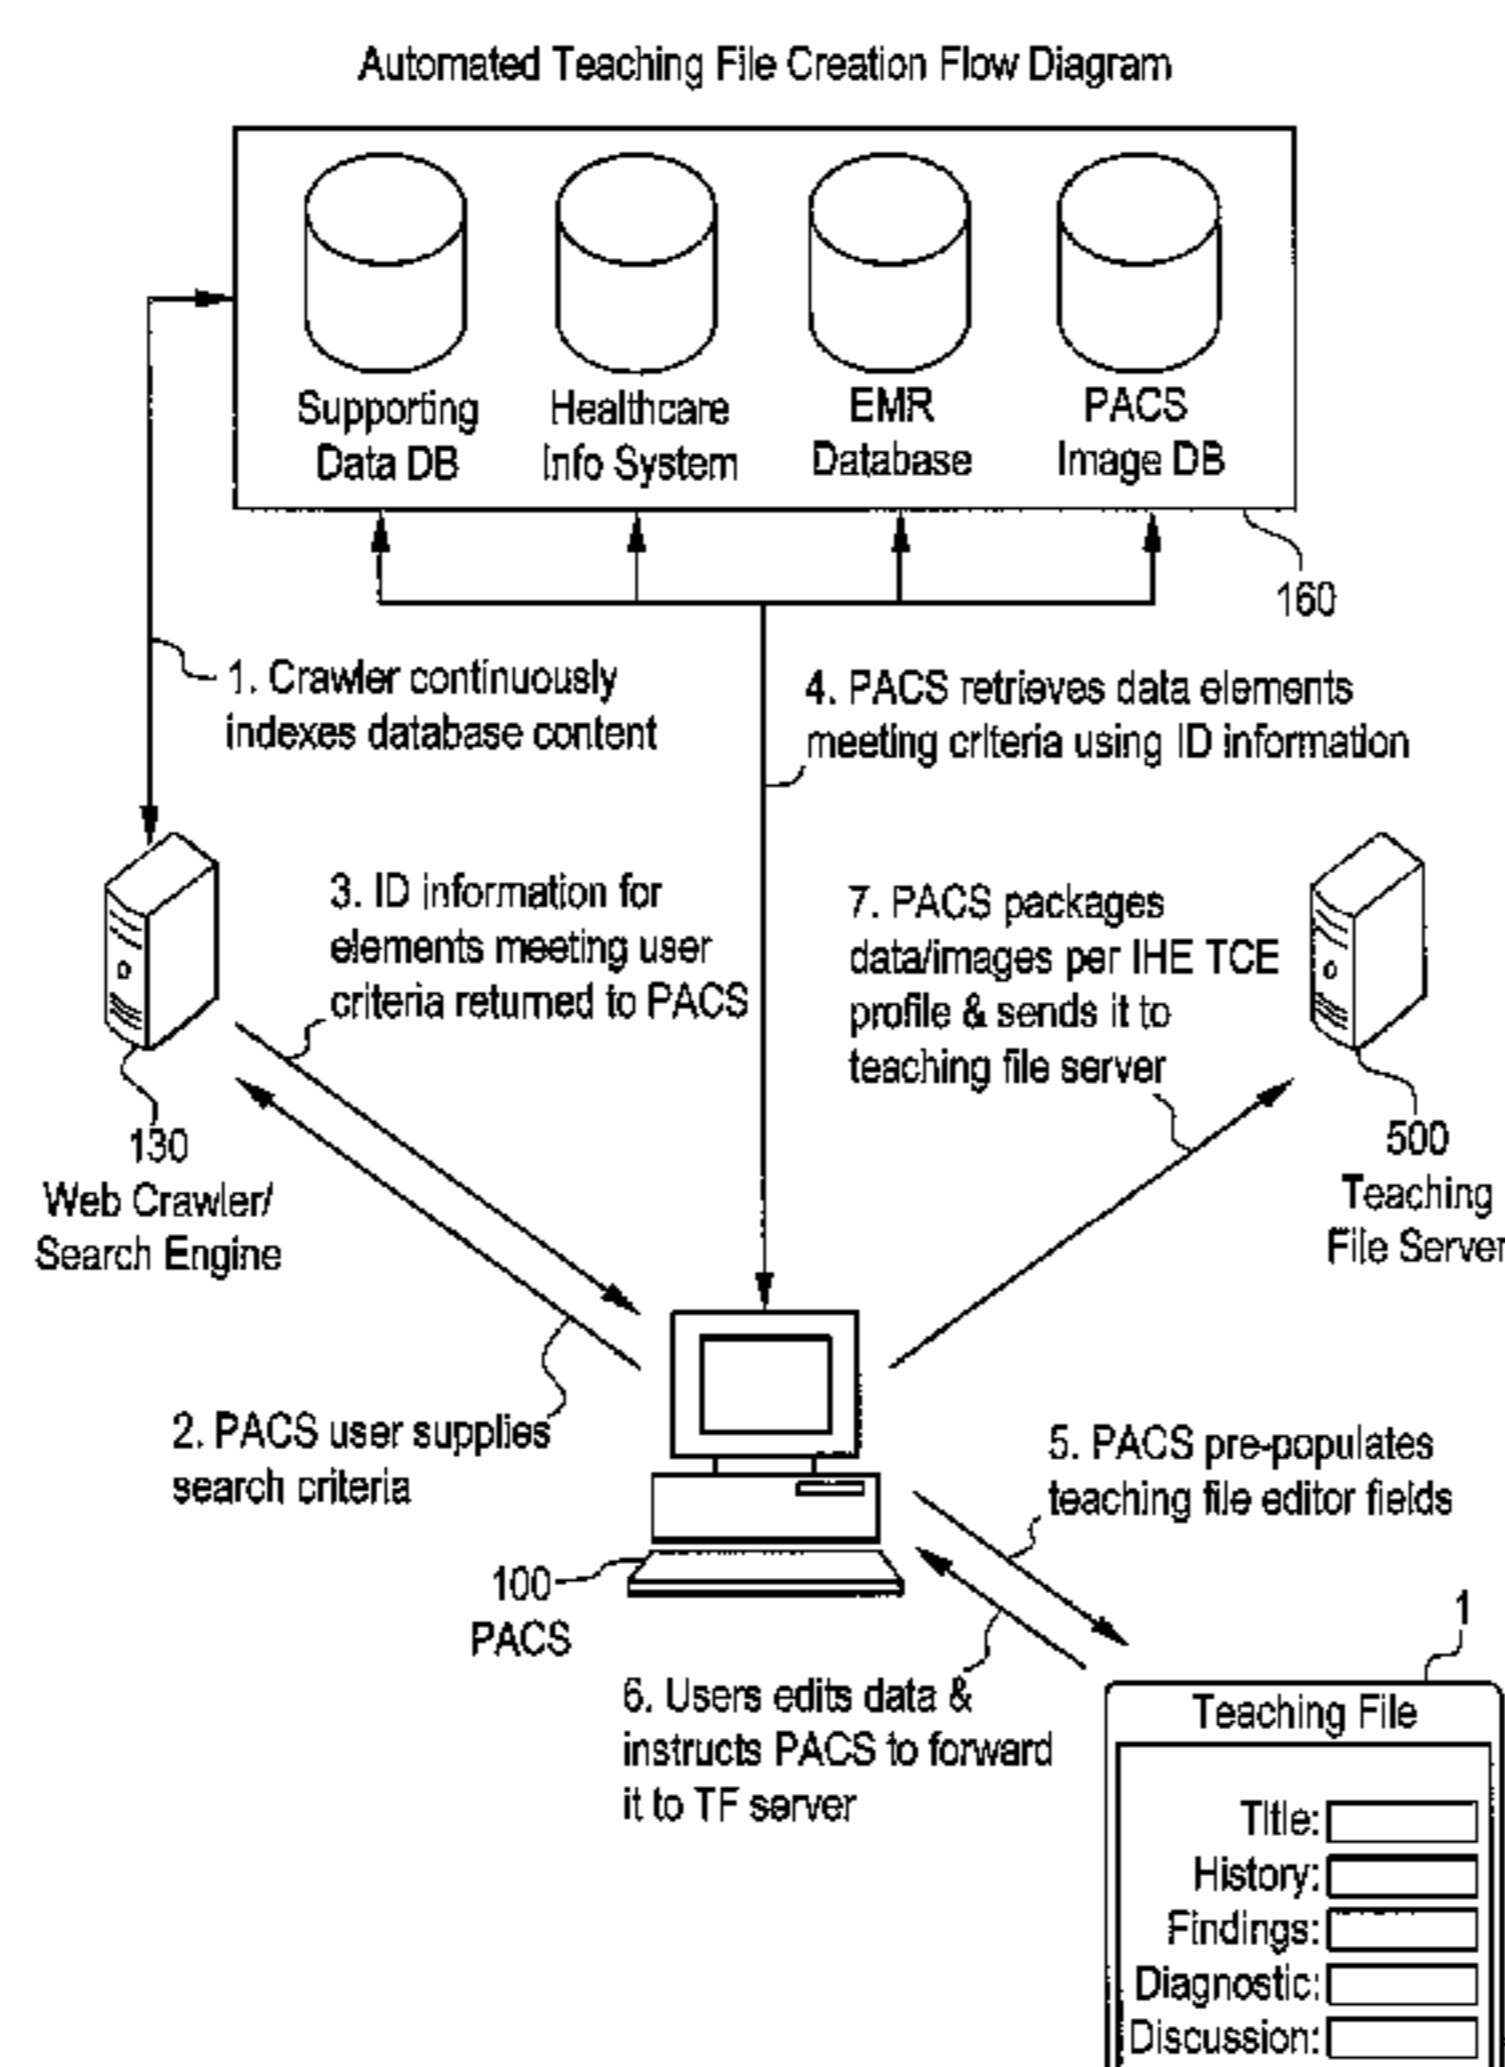 Automated Teaching File Creation Flow Diagram
Supporting
Data DB
Healthcare
Info System
EMR
Database
PACS
Image DB
160
1. Crawler continuously
indexes database content
4. PACS retrieves data elements
meeting criteria using ID information
3. ID information for
elements meeting user
criteria returned to PACS
7. PACS packages
data/images per IHE TCE
profile & sends it to
teaching file server
130
Web Crawler/
Search Engine
500
Teaching
File Server
2. PACS user supplies
search criteria
5. PACS pre-populates
teaching file editor fields
100
PACS
6. Users edits data &
instructs PACS to forward
it to TF server
1
Teaching File
Title:
History:
Findings:
Diagnostic:
Discussion: